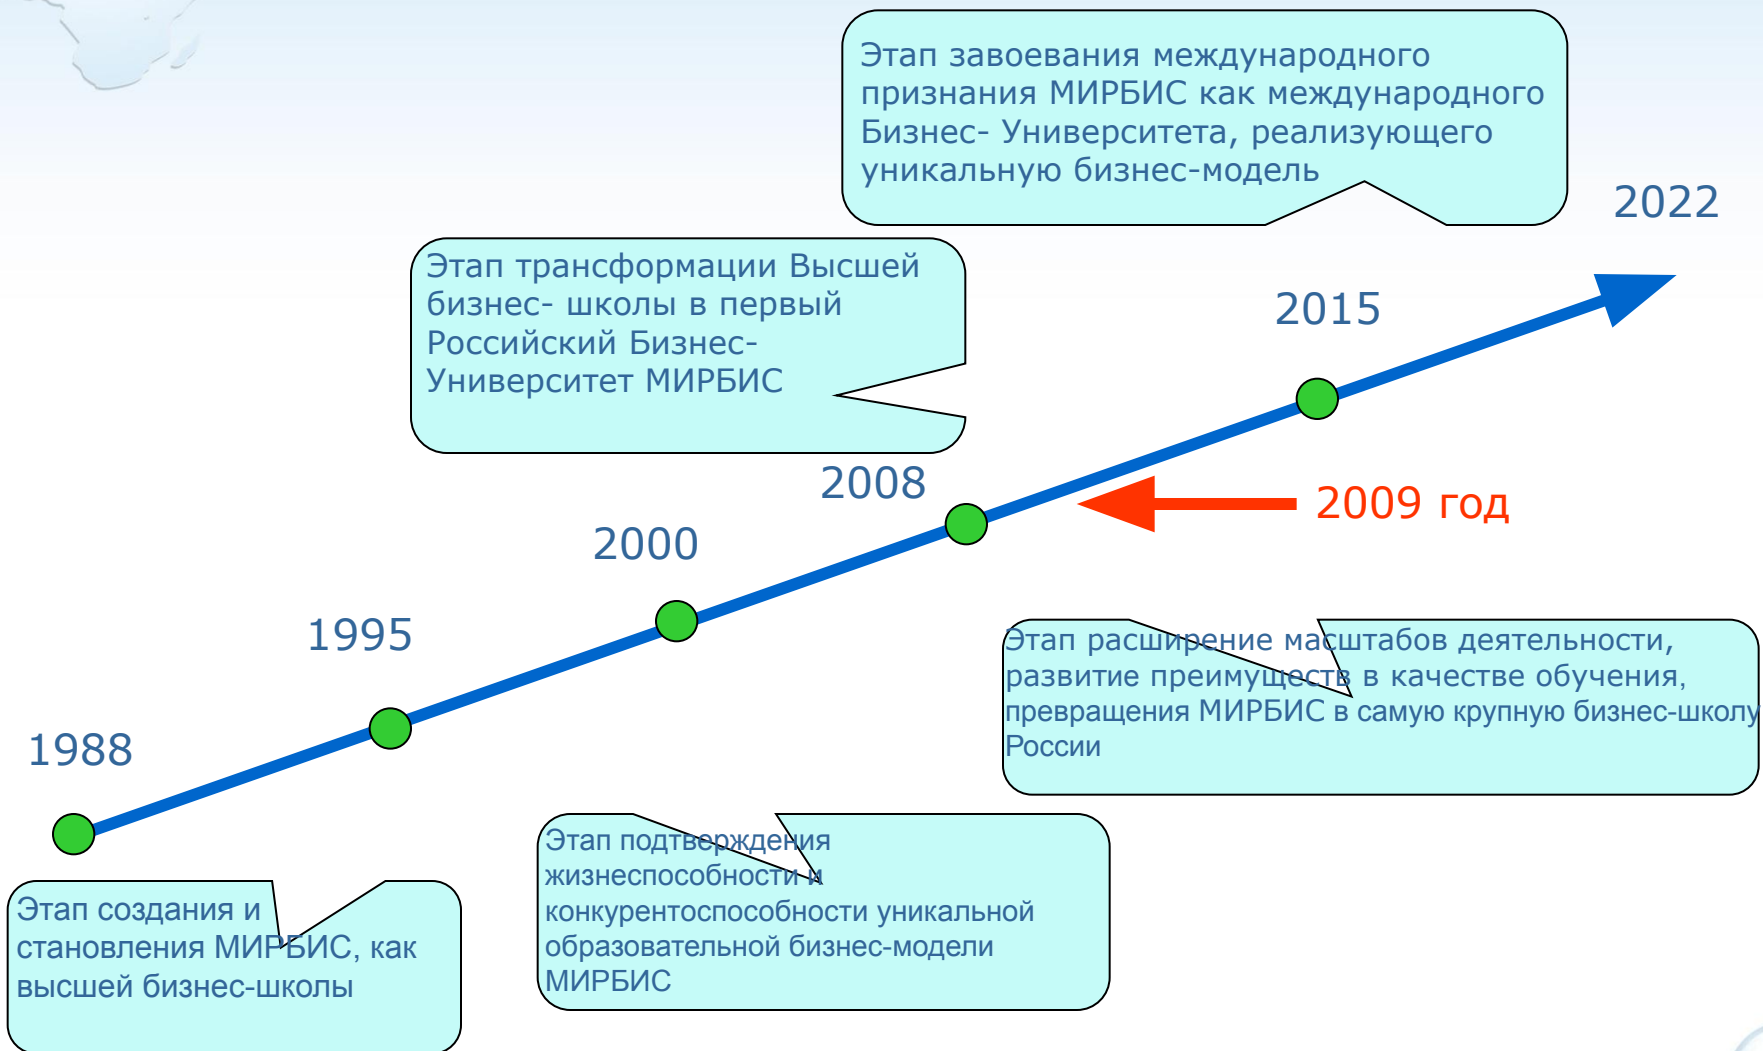 Этап завоевания международного
признания МИРБИС как международного
Бизнес- Университета, реализующего
уникальную бизнес-модель
2022
Этап трансформации Высшей
бизнес- школы в первый
Российский Бизнес-
Университет МИРБИС
2015
2008
2009 год
2000
1995
Этап расширение масштабов деятельности,
развитие преимуществ в качестве обучения,
превращения МИРБИС в самую крупную бизнес-школу
России
1988
Этап подтверждения
жизнеспособности и
конкурентоспособности уникальной
образовательной бизнес-модели
МИРБИС
Этап создания и
становления МИРБИС, как
высшей бизнес-школы